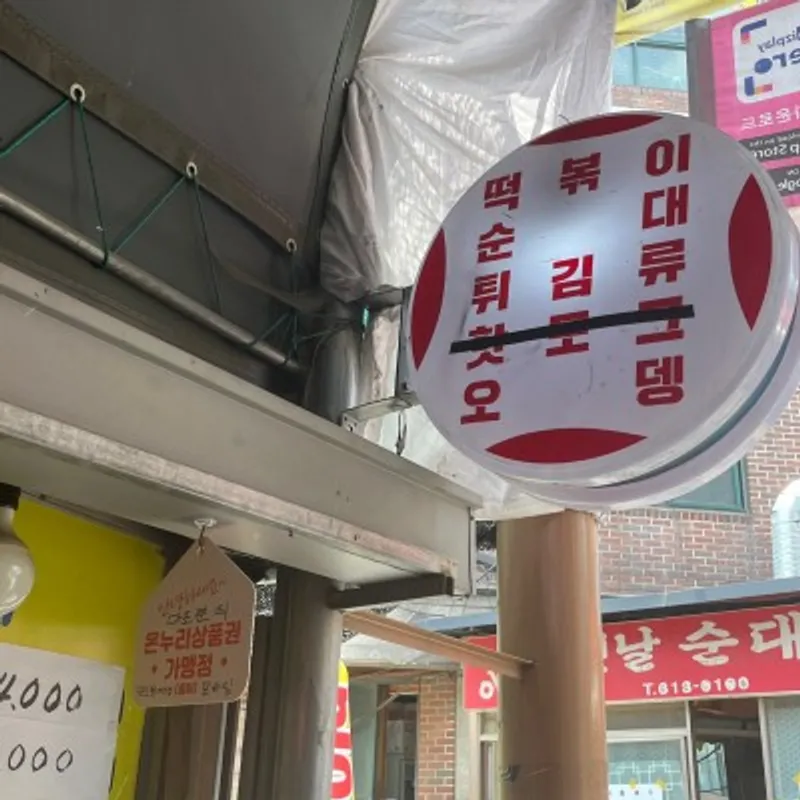 떡볶이
순 대
튀김류
핫도그
오 뎅
온누리상품권
가맹점
4.000
000
날 순대